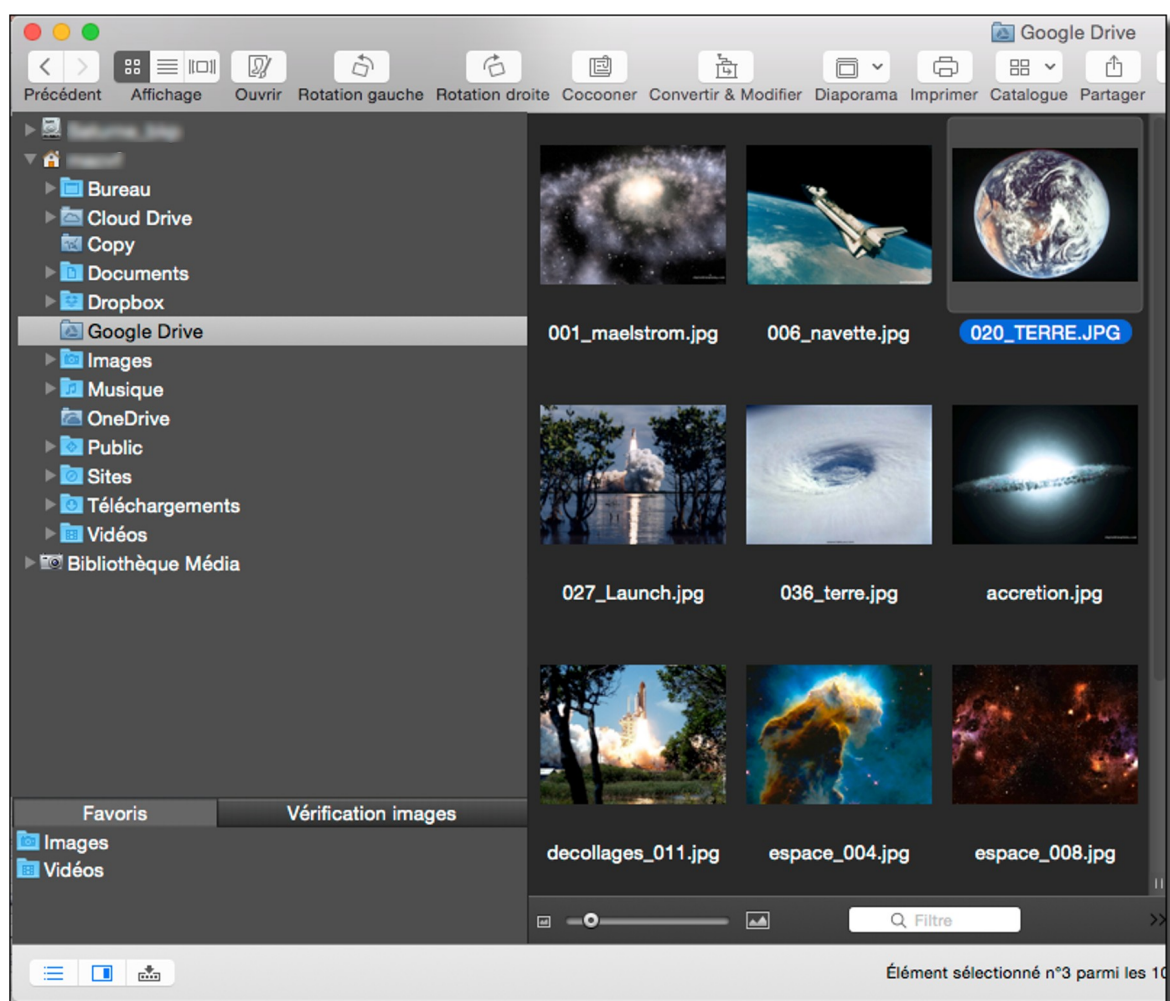 Google Drive
Précédent Affichage Ouvrir Rotation gauche Rotation droite Cocooner Convertir & Modifier Diaporama Imprimer Catalogue Partager
Bureau
Cloud Drive
Copy
Documents
Dropbox
Google Drive
Images
Musique
OneDrive
Public
Sites
Téléchargements
Vidéos
Bibliothèque Média
Favoris Vérification images
Images
Vidéos
001_maelstrom.jpg 006_navette.jpg 020_TERRE.JPG
027_Launch.jpg 036_terre.jpg accretion.jpg
decollages_011.jpg espace_004.jpg espace_008.jpg
Filtre
Élément sélectionné n°3 parmi les 10